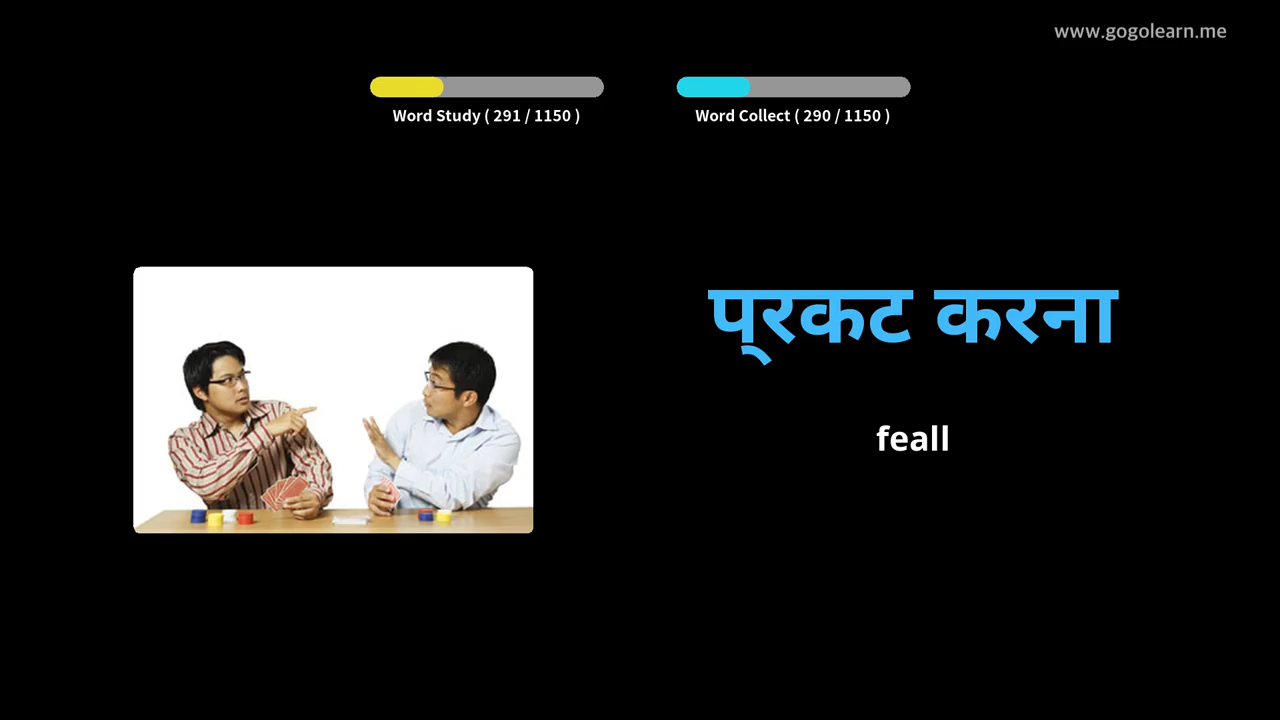 www.gogolearn.me
Word Study ( 291 / 1150 )
Word Collect ( 290 / 1150 )
प्रकट करना
feall